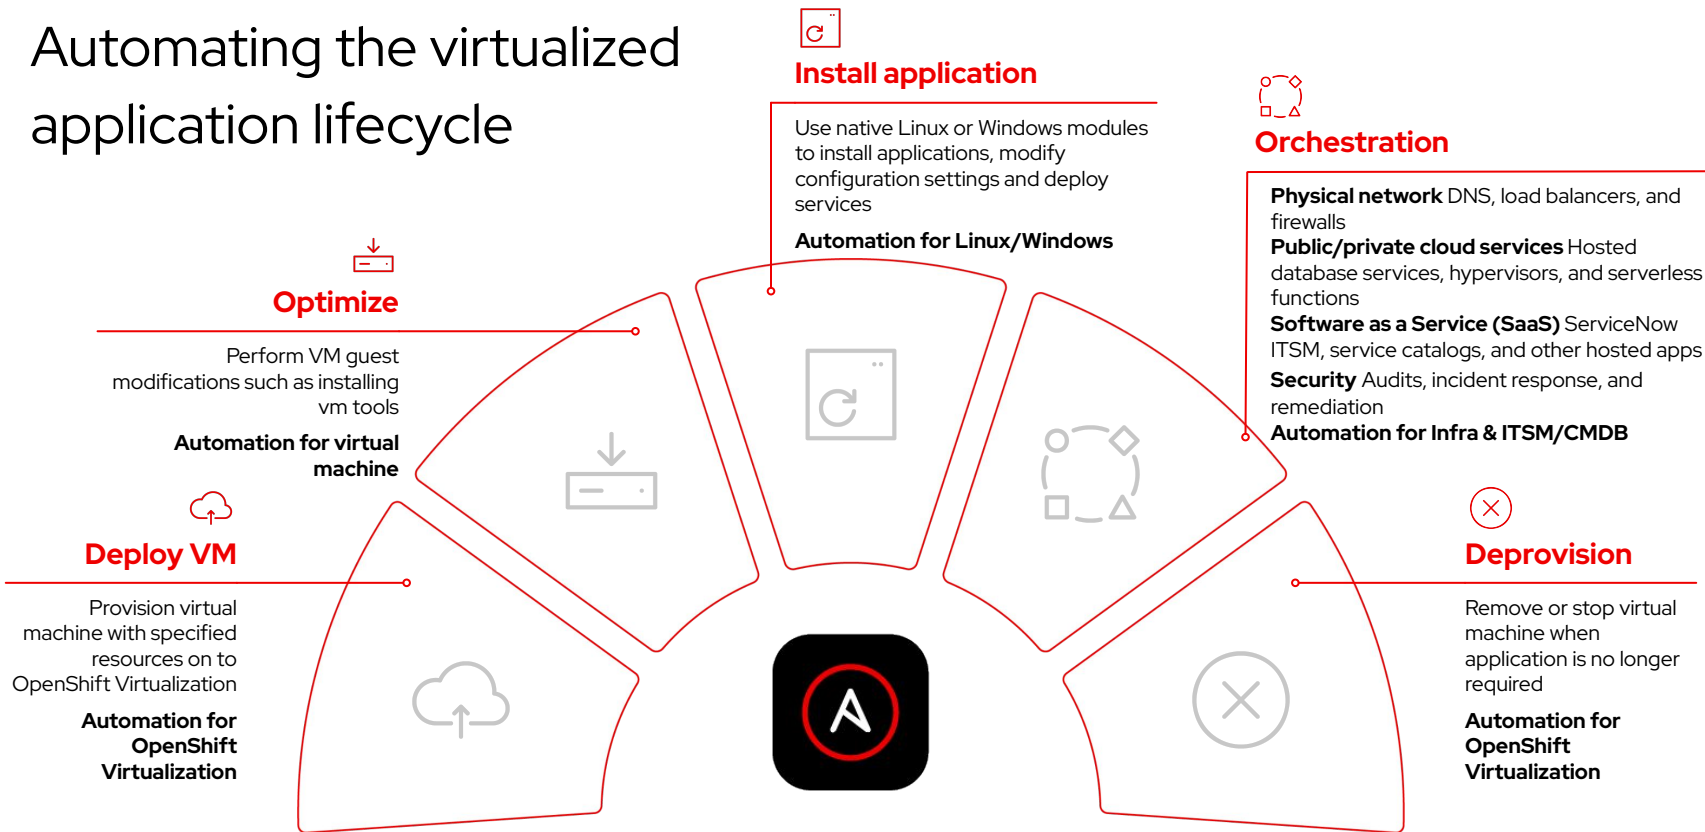 Automating the virtualized
application lifecycle
Install application
Use native Linux or Windows modules
to install applications, modify
configuration settings and deploy
services
Automation for Linux/Windows
Orchestration
Physical network DNS, load balancers, and
firewalls
Public/private cloud services Hosted
database services, hypervisors, and serverless
functions
Software as a Service (SaaS) ServiceNow
ITSM, service catalogs, and other hosted apps
Security Audits, incident response, and
remediation
Automation for Infra & ITSM/CMDB
Optimize
Perform VM guest
modifications such as installing
vm tools
Automation for virtual
machine
Deploy VM
Provision virtual
machine with specified
resources on to
OpenShift Virtualization
Automation for
OpenShift
Virtualization
Deprovision
Remove or stop virtual
machine when
application is no longer
required
Automation for
OpenShift
Virtualization